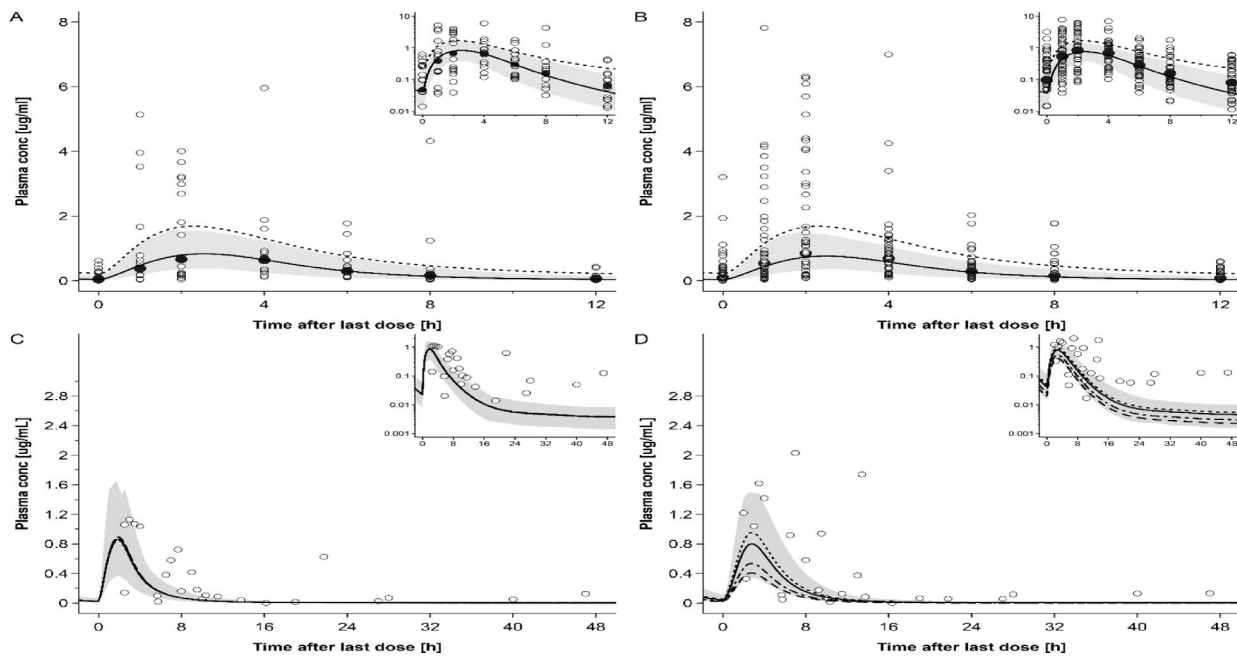 A
Plasma conc [ug/ml]
8
6
4
2
0
0 4 8 12
Time after last dose [h]
10
1
0.1
0.01
0 4 8 12
B
Plasma conc [ug/ml]
8
6
4
2
0
0 4 8 12
Time after last dose [h]
10
1
0.1
0.01
0 4 8 12
C
Plasma conc [ug/mL]
2.8
2.4
2
1.6
1.2
0.8
0.4
0
0 8 16 24 32 40 48
Time after last dose [h]
1
0.1
0.01
0.001
0 8 16 24 32 40 48
D
Plasma conc [ug/mL]
2.8
2.4
2
1.6
1.2
0.8
0.4
0
0 8 16 24 32 40 48
Time after last dose [h]
1
0.1
0.01
0.001
0 8 16 24 32 40 48